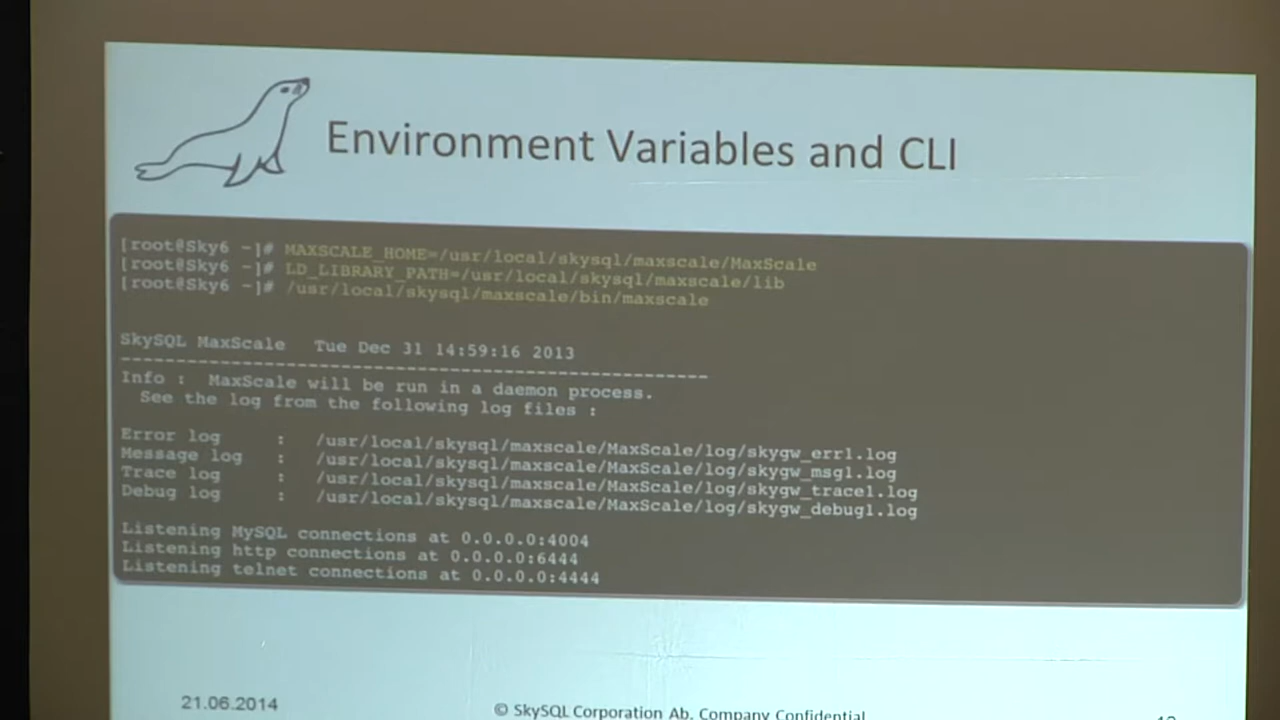 Environment Variables and CLI
[root@Sky6 ~]# MAXSCALE_HOME=/usr/local/skysql/maxscale/MaxScale
[root@Sky6 ~]# LD_LIBRARY_PATH=/usr/local/skysql/maxscale/lib
[root@Sky6 ~]# /usr/local/skysql/maxscale/bin/maxscale
SkySQL MaxScale Tue Dec 31 14:59:16 2013
------------------------------------------------------
Info : MaxScale will be run in a daemon process.
See the log from the following log files :
Error log : /usr/local/skysql/maxscale/MaxScale/log/skygw_err1.log
Message log : /usr/local/skysql/maxscale/MaxScale/log/skygw_msg1.log
Trace log : /usr/local/skysql/maxscale/MaxScale/log/skygw_trace1.log
Debug log : /usr/local/skysql/maxscale/MaxScale/log/skygw_debug1.log
Listening MySQL connections at 0.0.0.0:4004
Listening http connections at 0.0.0.0:6444
Listening telnet connections at 0.0.0.0:4444
21.06.2014
© SkySQL Corporation Ab. Company Confidential